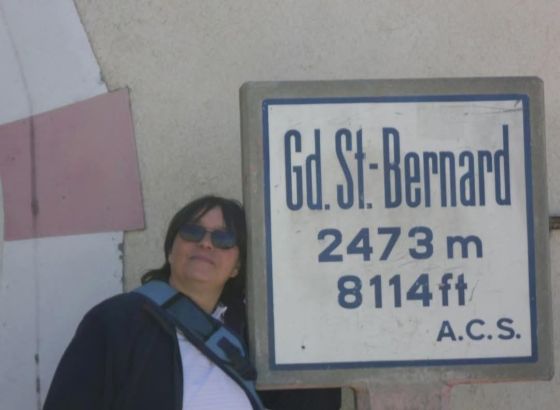 Gd. St.-Bernard
2473 m
8114 ft
A.C.S.